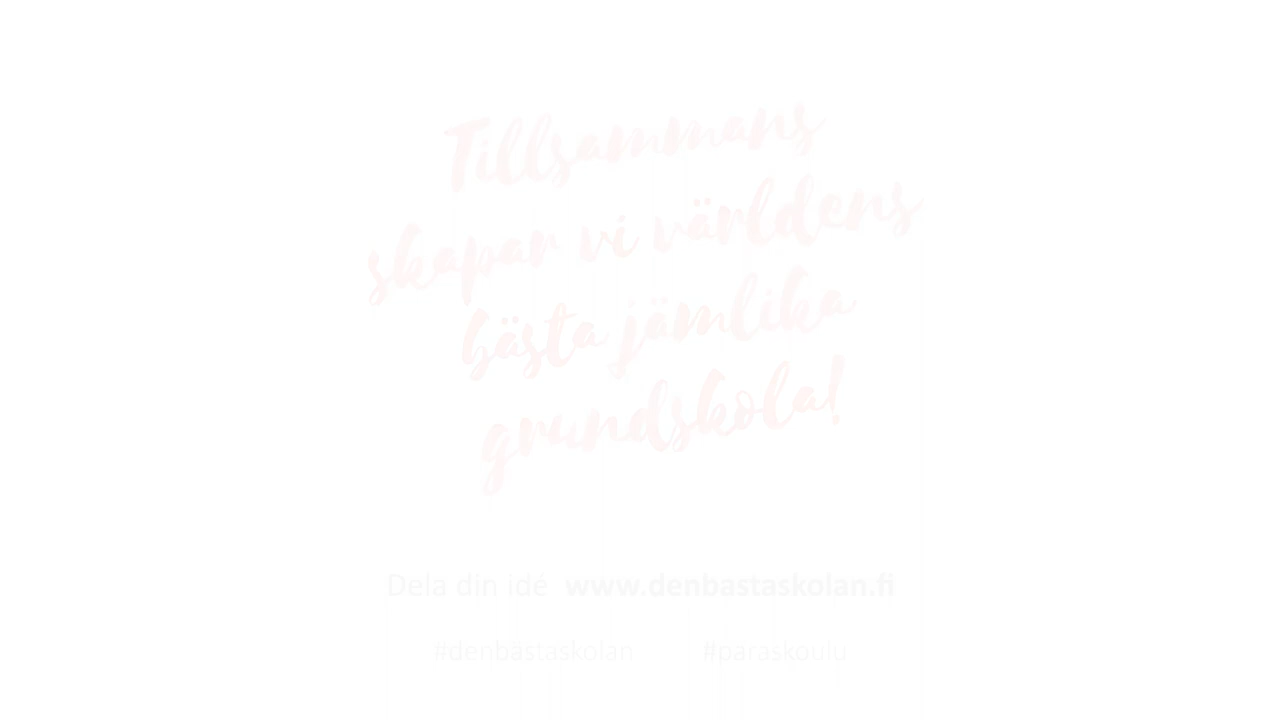 Tillsammans
skapar vi världens
bästa jämlika
grundskola!
Dela din idé www.denbastaskolan.fi
#denbästaskolan #paraskoulu